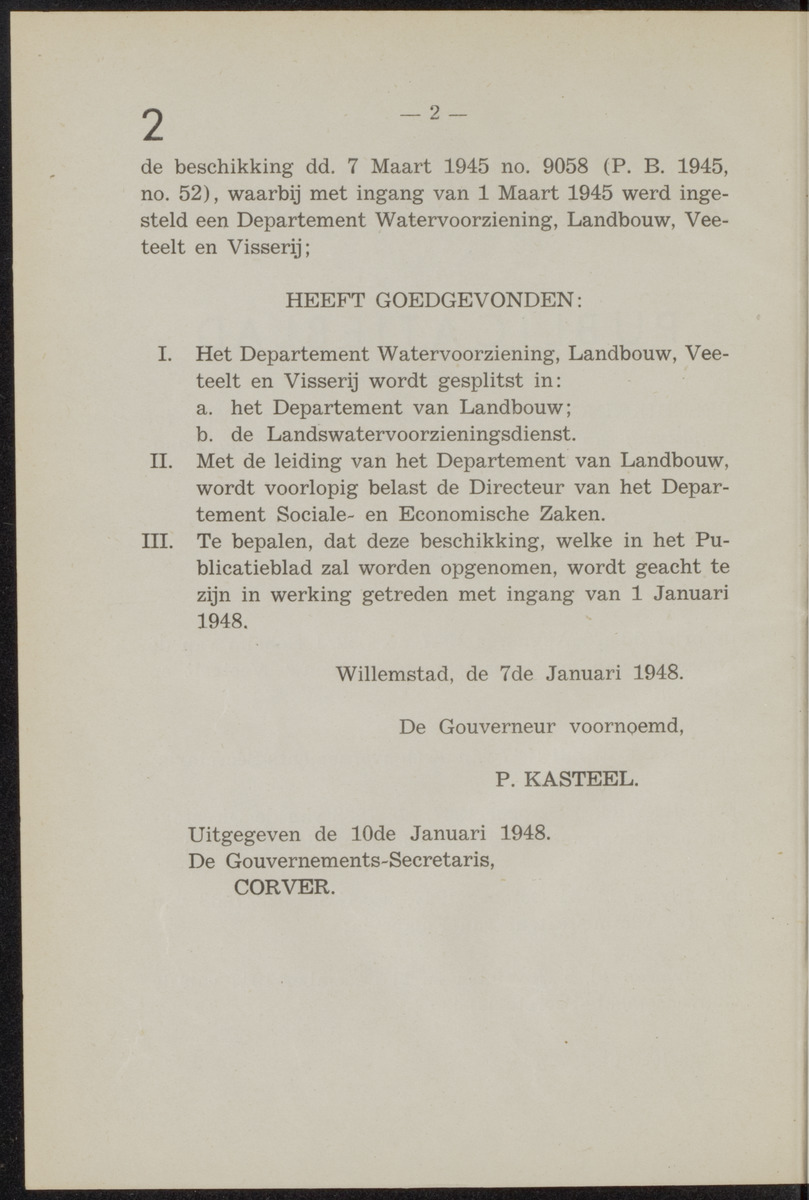 2
— 2 —
de beschikking dd. 7 Maart 1945 no. 9058 (P. B. 1945,
no. 52), waarbij met ingang van 1 Maart 1945 werd inge-
steld een Departement Watervoorziening, Landbouw, Vee-
teelt en Visserij;
HEEFT GOEDGEVONDEN:
I. Het Departement Watervoorziening, Landbouw, Vee-
teelt en Visserij wordt gesplitst in:
a. het Departement van Landbouw;
b. de Landswatervoorzieningsdienst.
II. Met de leiding van het Departement van Landbouw,
wordt voorlopig belast de Directeur van het Depar-
tement Sociale- en Economische Zaken.
III. Te bepalen, dat deze beschikking, welke in het Pu-
blicatieblad zal worden opgenomen, wordt geacht te
zijn in werking getreden met ingang van 1 Januari
1948.
Willemstad, de 7de Januari 1948.
De Gouverneur voornoemd,
P. KASTEEL.
Uitgegeven de 10de Januari 1948.
De Gouvernements-Secretaris,
CORVER.